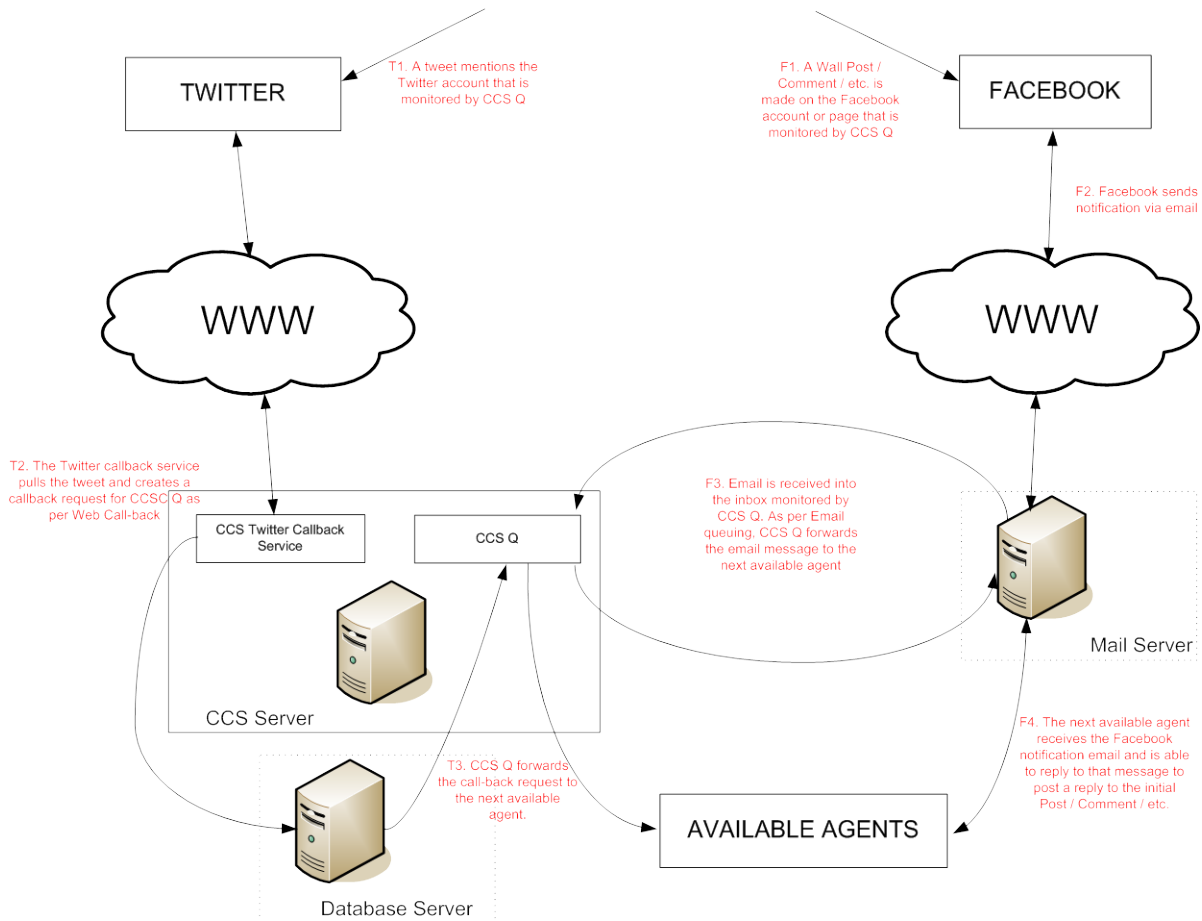 T1. A tweet mentions the
Twitter account that is
monitored by CCS Q
TWITTER
F1. A Wall Post /
Comment / etc. is
made on the Facebook
account or page that is
monitored by CCS Q
FACEBOOK
F2. Facebook sends
notification via email
WWW
WWW
T2. The Twitter callback service
pulls the tweet and creates a
callback request for CCSC Q as
per Web Call-back
CCS Twitter Callback
Service
CCS Q
F3. Email is received into
the inbox monitored by
CCS Q. As per Email
queuing, CCS Q forwards
the email message to the
next available agent
Mail Server
CCS Server
T3. CCS Q forwards
the call-back request to
the next available
agent.
F4. The next available agent
receives the Facebook
notification email and is able
to reply to that message to
post a reply to the initial
Post / Comment / etc.
AVAILABLE AGENTS
Database Server